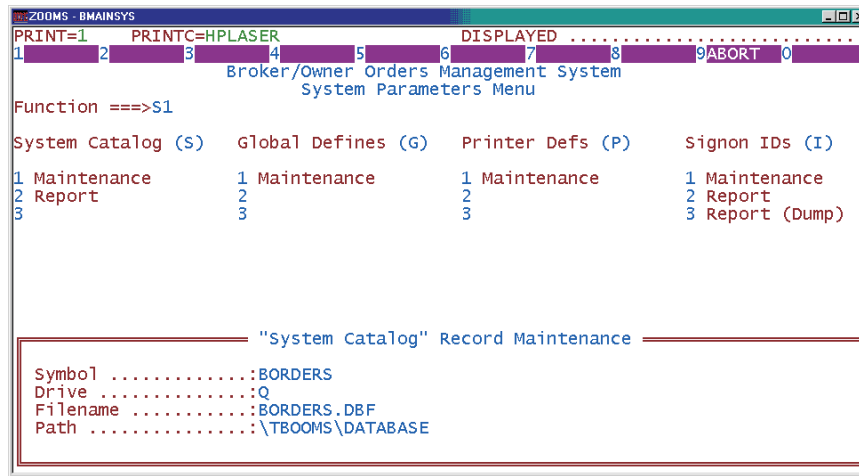 ZOOMS - BMAINSYS
PRINT=1 PRINTC=HPLASER DISPLAYED ...........................
1 2 3 4 5 6 7 8 9ABORT 0
Broker/Owner Orders Management System
System Parameters Menu
Function ===>S1
System Catalog (S) Global Defines (G) Printer Defs (P) Signon IDs (I)
1 Maintenance 1 Maintenance 1 Maintenance 1 Maintenance
2 Report 2 2 2 Report
3 3 3 3 Report (Dump)
"System Catalog" Record Maintenance
Symbol .............:BORDERS
Drive ..............:Q
Filename ...........:BORDERS.DBF
Path ...............:\TBOOMS\DATABASE